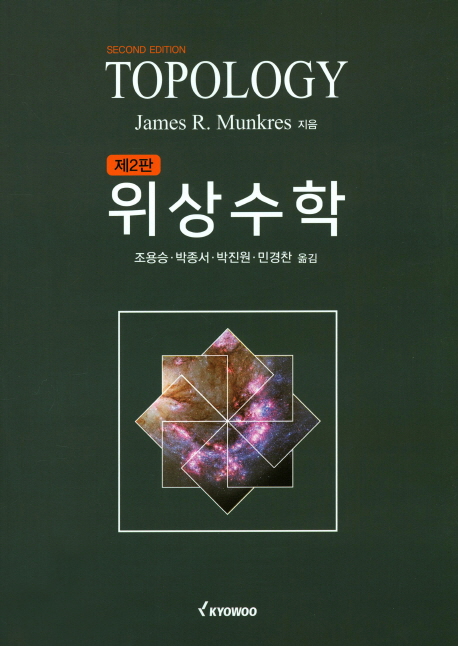 SECOND EDITION
TOPOLOGY
James R. Munkres 지음
제2판
위상수학
조용승·박종서·박진원·민경찬 옮김
KYOWOO